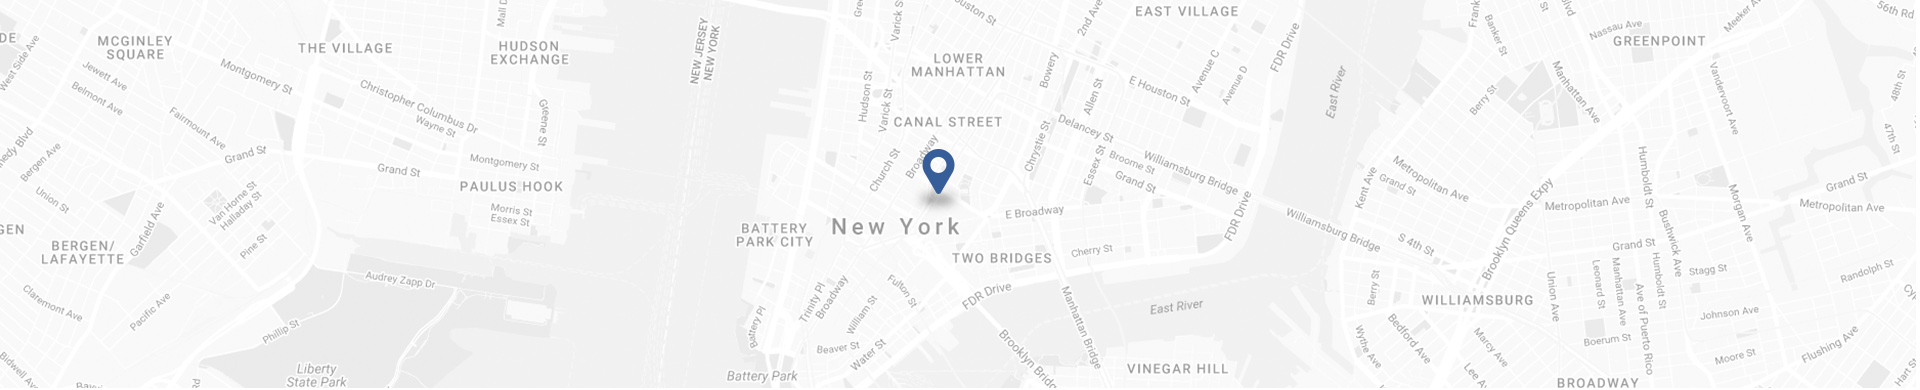 DE
West Side Ave
MCGINLEY
SQUARE
Jewett Ave
Belmont Ave
Fairmount Ave
Montgomery St
THE VILLAGE
Christopher Columbus Dr
Wayne St
HUDSON
EXCHANGE
Mall D
Greene St
NEW JERSEY
NEW YORK
Bergen Ave
Union St
Grand St
Grand St
Montgomery St
PAULUS HOOK
Morris St
Essex St
Van Horne St
Halladay St
Garfield Ave
Pine St
GEN
BERGEN/
LAFAYETTE
Claremont Ave
Pacific Ave
Audrey Zapp Dr
Phillip St
Liberty
State Park
Bidwell Ave
Rd
Varick St
Houston St
2nd Ave
EAST VILLAGE
LOWER
MANHATTAN
Hudson St
Varick St
CANAL STREET
Bowery
Allen St
E Houston St
Avenue C
Avenue D
FDR Drive
East River
Delancey St
Church St
Broadway
Chrystie St
Essex St
Broome St
Grand St
Williamsburg Bridge
BATTERY
PARK CITY
New York
E Broadway
FDR Drive
TWO BRIDGES
Cherry St
Battery Pl
Trinity Pl
Broadway
William St
Fulton St
FDR Drive
Beaver St
Water St
Battery Park
Brooklyn Bridg
Manhattan Bridge
East River
VINEGAR HILL
Frank
Banker St
St
Blvd
Nassau Ave
GREENPOINT
Meeker Av
56th Rd
Berry St
Manhattan Ave
Vandervoort Ave
48th St
47th St
Kent Ave
Metropolitan Ave
Grand St
Humboldt St
Morgan Ave
Grand St
Williamsburg Bridge
S 4th St
Brooklyn Queens Expy
Metropolitan Ave
Metropolitan Ave
Grand St
Bushwick Ave
Stagg St
Randolph St
Berry St
WILLIAMSBURG
Union Ave
Leonard St
Manhattan Ave
Humboldt St
Ave of Puerto Rico
Johnson Ave
Wythe Ave
Bedford Ave
Marcy Ave
Boerum St
Moore St
Flushing Ave
Lee A
BROADWAY
Hart St